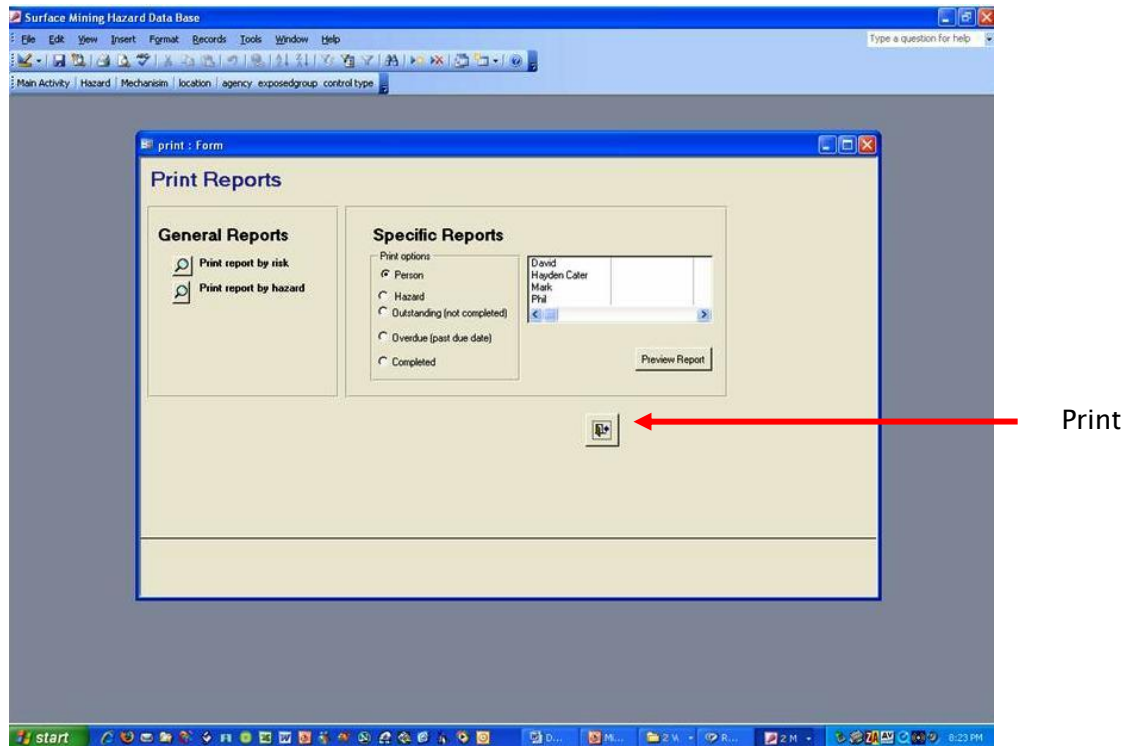 Surface Mining Hazard Data Base
File Edit View Insert Format Records Tools Window Help
Type a question for help
Main Activity Hazard Mechanisim location agency exposedgroup control type
print : Form
Print Reports
General Reports
Print report by risk
Print report by hazard
Specific Reports
Print options
Person
Hazard
Outstanding (not completed)
Overdue (past due date)
Completed
David
Hayden Cater
Mark
Phil
Preview Report
Print
start
D...
M...
2 W
R...
2 M
8:23 PM